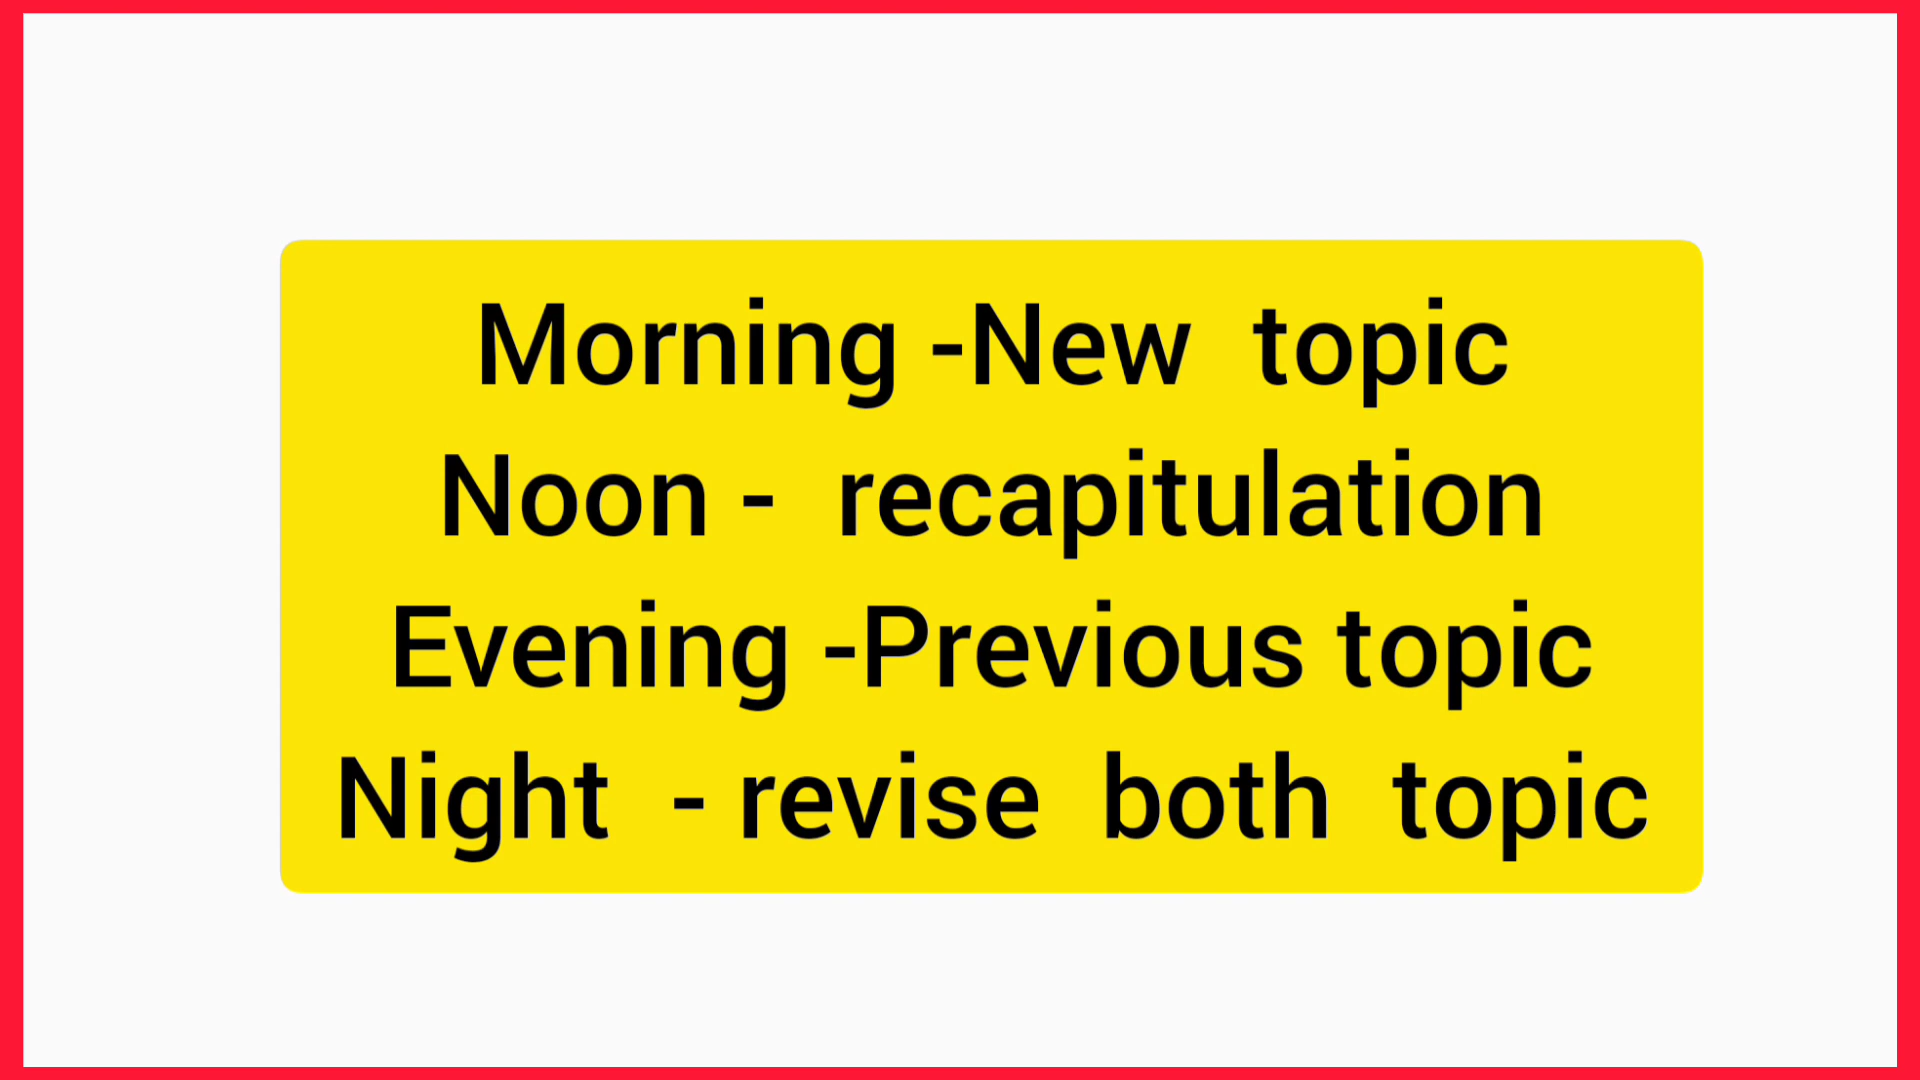 Morning -New  topic
Noon -  recapitulation
Evening -Previous topic
Night  - revise  both  topic